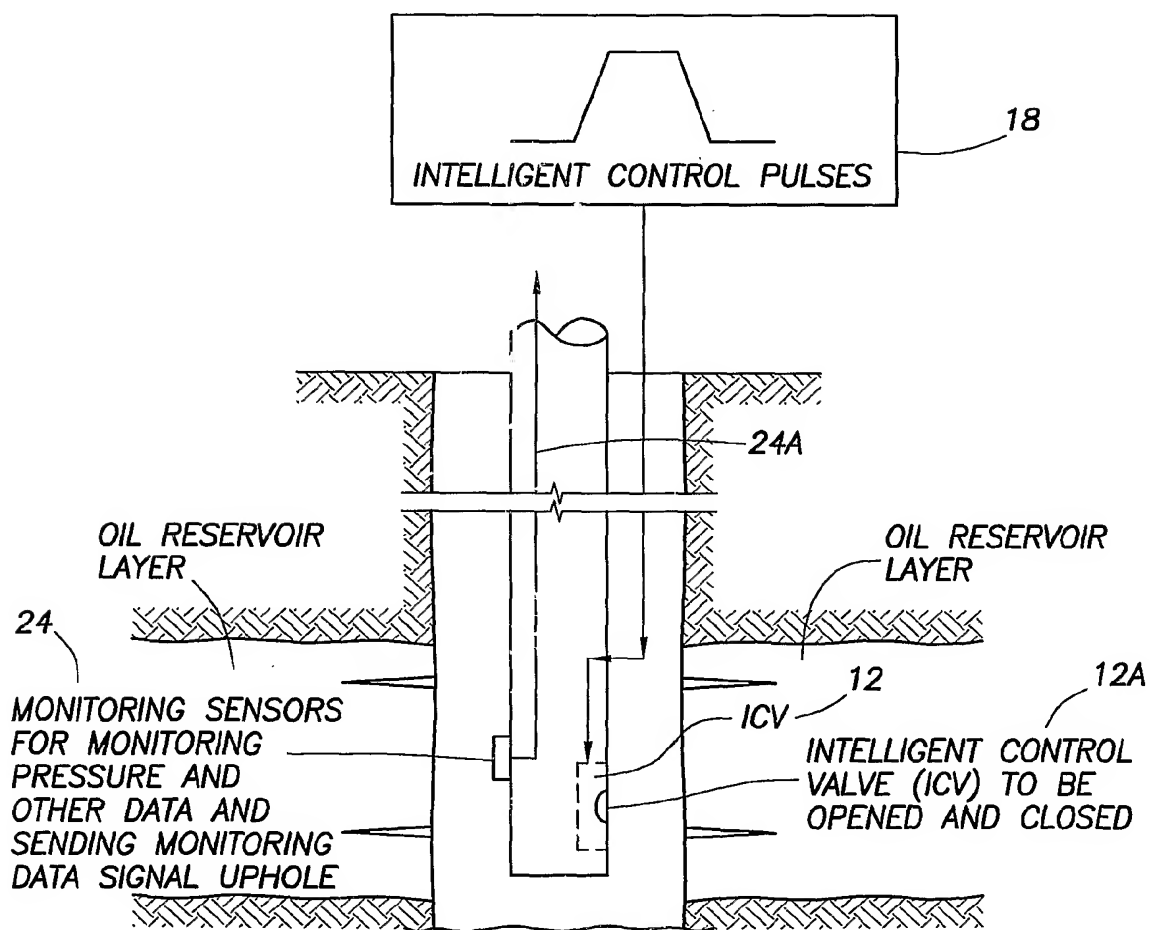 INTELLIGENT CONTROL PULSES
18
24A
OIL RESERVOIR
LAYER
OIL RESERVOIR
LAYER
24
MONITORING SENSORS
FOR MONITORING
PRESSURE AND
OTHER DATA AND
SENDING MONITORING
DATA SIGNAL UPHOLE
ICV
12
12A
INTELLIGENT CONTROL
VALVE (ICV) TO BE
OPENED AND CLOSED